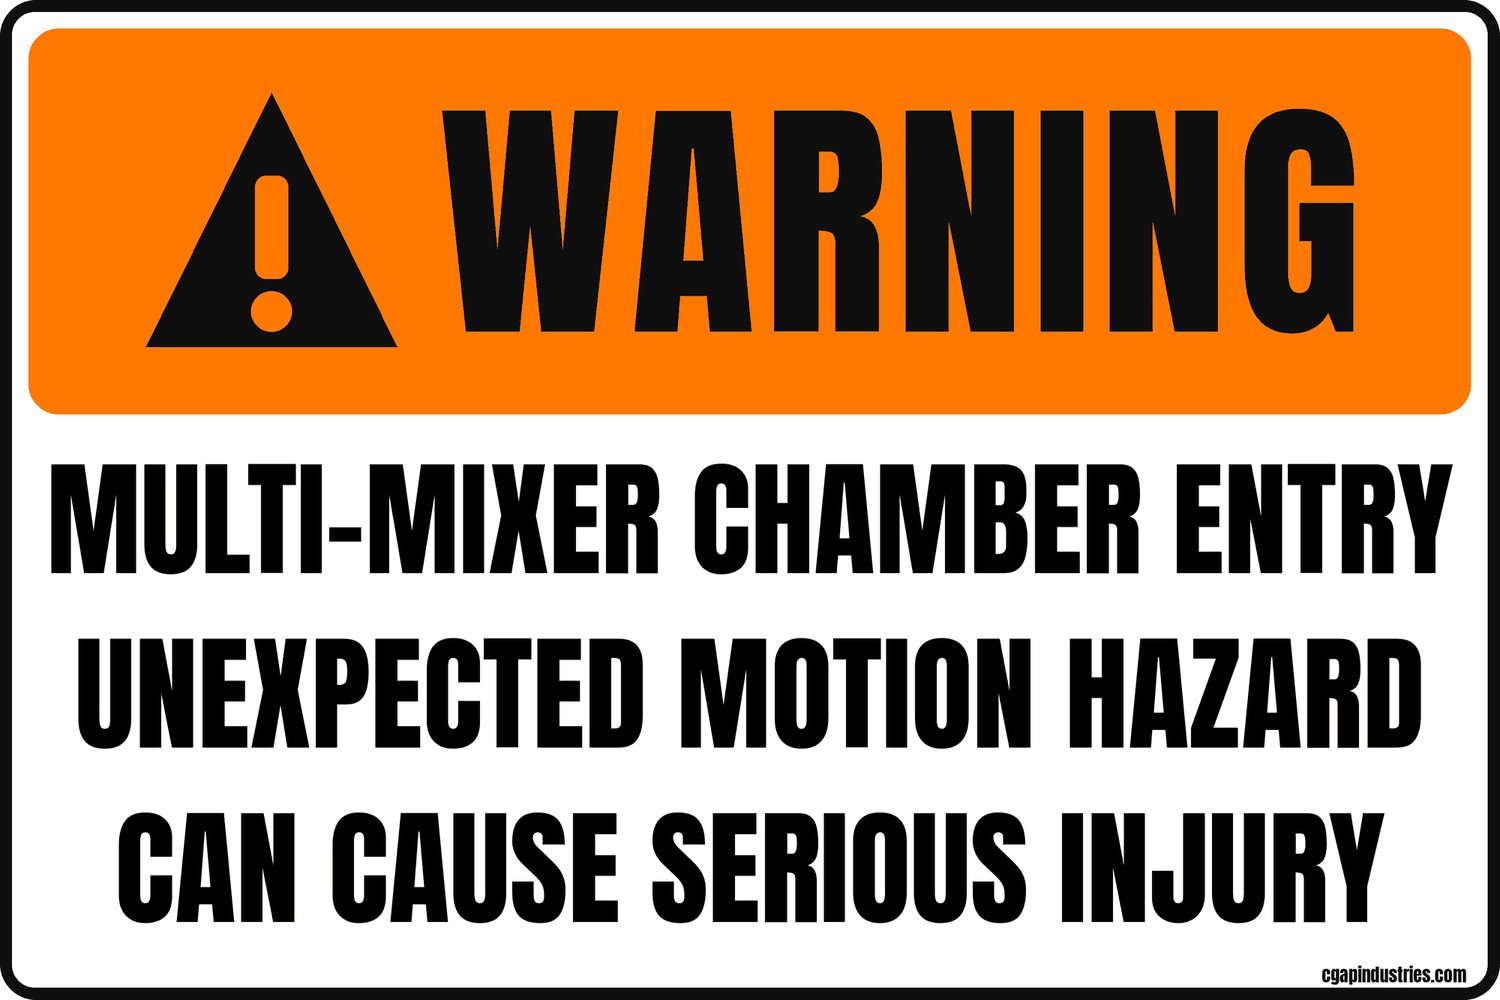 WARNING
MULTI-MIXER CHAMBER ENTRY
UNEXPECTED MOTION HAZARD
CAN CAUSE SERIOUS INJURY
cgapindustries.com